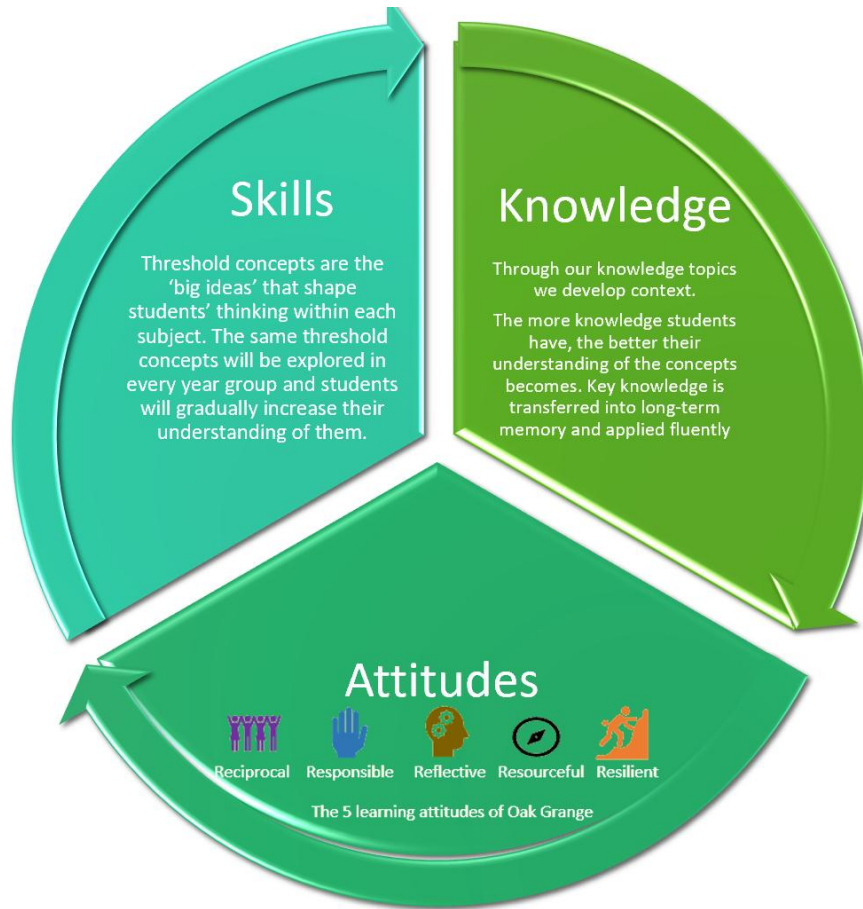 Skills
Threshold concepts are the
‘big ideas’ that shape
students’ thinking within each
subject. The same threshold
concepts will be explored in
every year group and students
will gradually increase their
understanding of them.
Knowledge
Through our knowledge topics
we develop context.
The more knowledge students
have, the better their
understanding of the concepts
becomes. Key knowledge is
transferred into long-term
memory and applied fluently
Attitudes
Reciprocal Responsible Reflective Resourceful Resilient
The 5 learning attitudes of Oak Grange